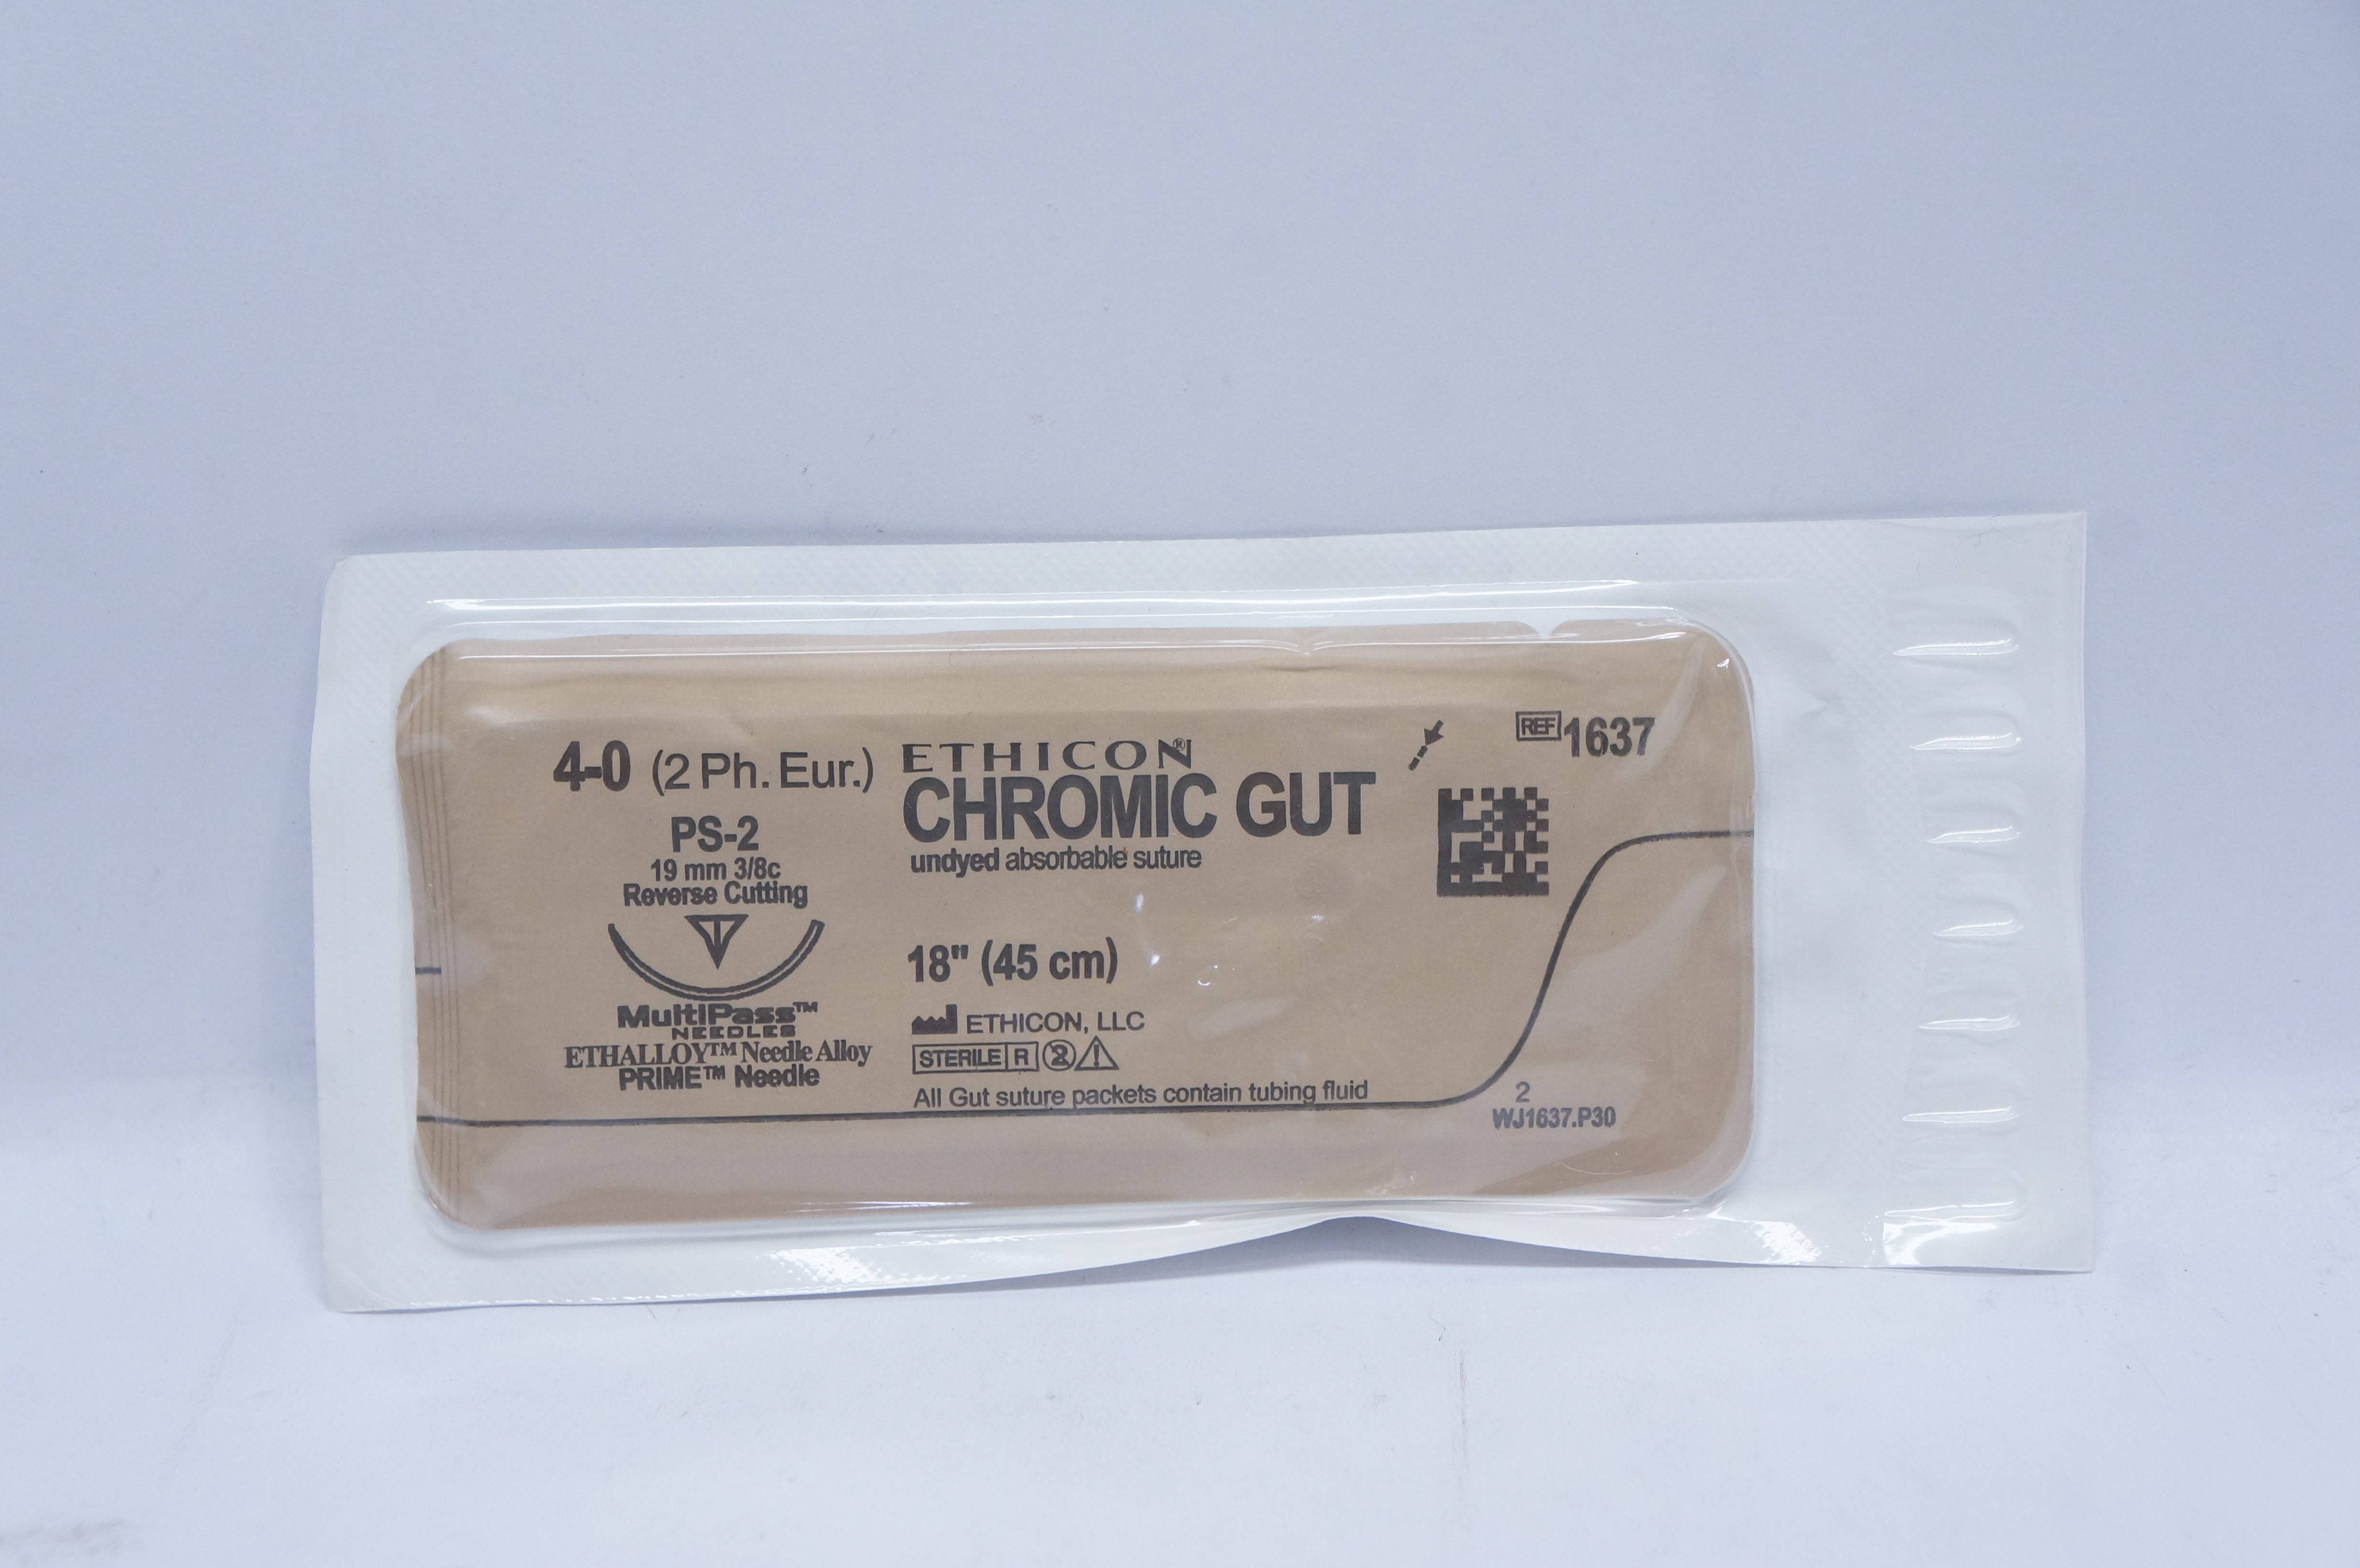 4-0 (2 Ph. Eur.)
PS-2
19 mm 3/8c
Reverse Cutting
MultiPass™
NEEDLES
ETHALLOY™ Needle Alloy
PRIME™ Needle
ETHICON®
CHROMIC GUT
undyed absorbable suture
18" (45 cm)
ETHICON, LLC
STERILE R 2
All Gut suture packets contain tubing fluid
REF 1637
2
WJ1637.P30